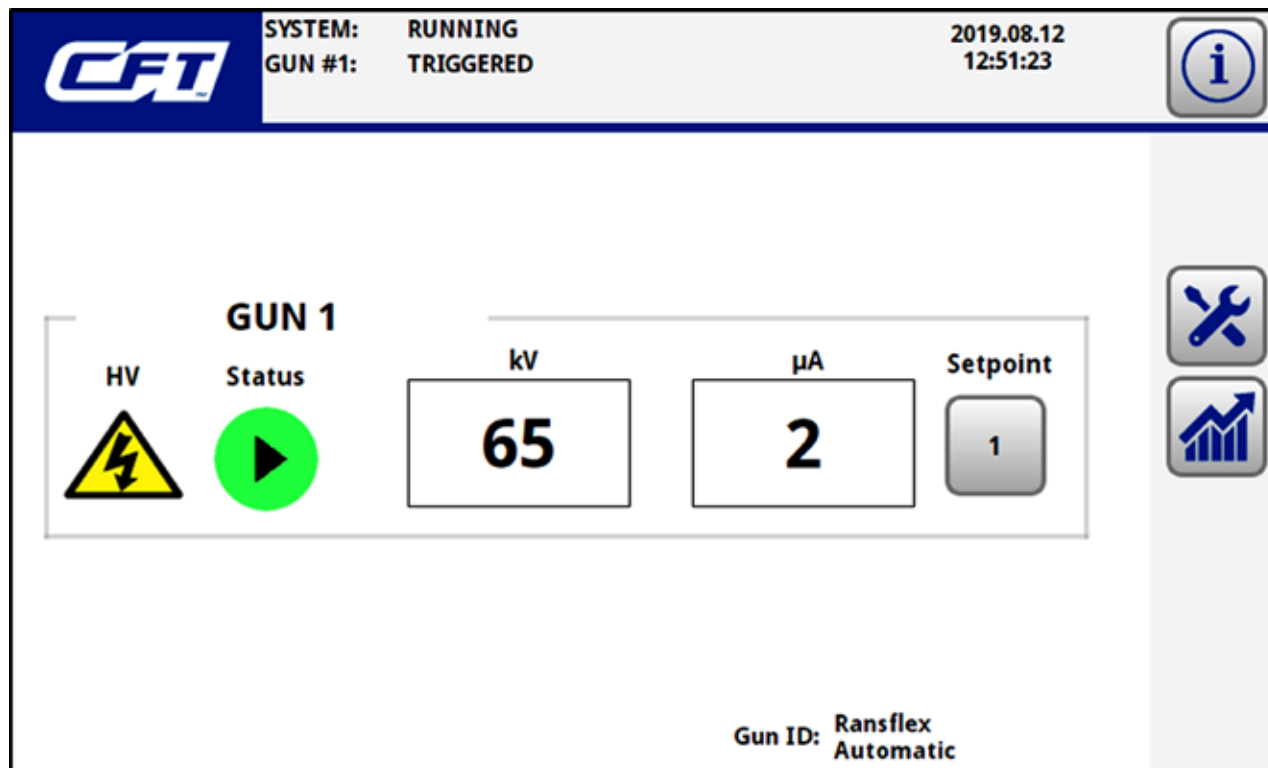 CFT™
SYSTEM: RUNNING
GUN #1: TRIGGERED
2019.08.12
12:51:23
i
GUN 1
HV
Status
kV
µA
Setpoint
65
2
1
Gun ID: Ransflex
Automatic